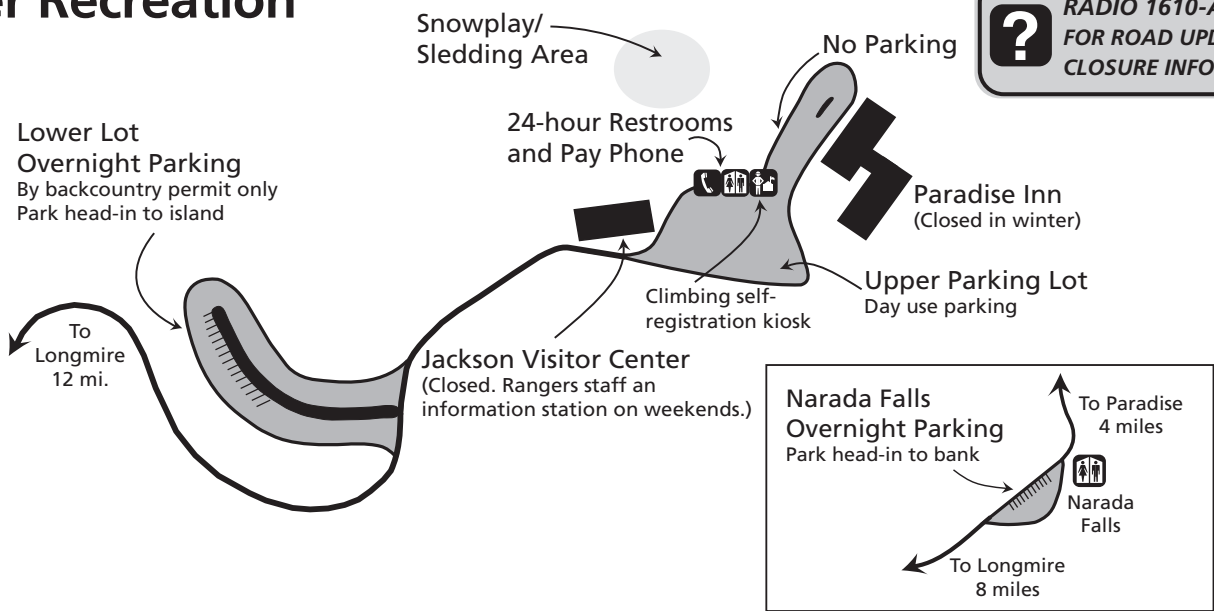 Recreation
RADIO 1610-
FOR ROAD
CLOSURE
?
Snowplay/
Sledding Area
No Parking
24-hour Restrooms
and Pay Phone
Lower Lot
Overnight Parking
By backcountry permit only
Park head-in to island
Paradise Inn
(Closed in winter)
Upper Parking Lot
Day use parking
Climbing self-
registration kiosk
To
Longmire
12 mi.
Jackson Visitor Center
(Closed. Rangers staff an
information station on weekends.)
Narada Falls
Overnight Parking
Park head-in to bank
To Paradise
4 miles
Narada
Falls
To Longmire
8 miles